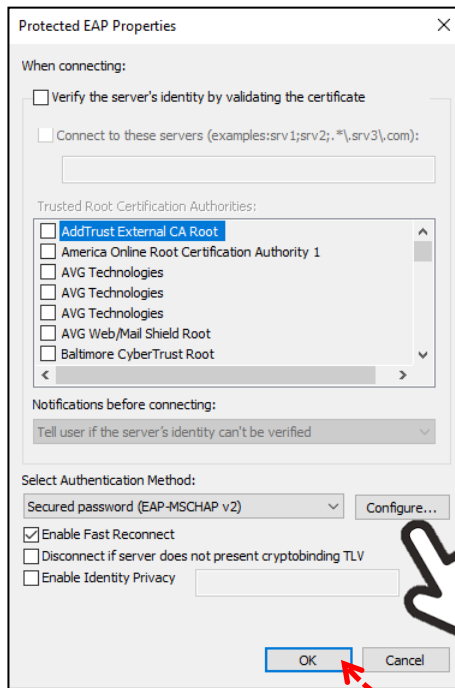 Protected EAP Properties
When connecting:
Verify the server's identity by validating the certificate
Connect to these servers (examples:srv1;srv2;.*\.srv3\.com):
Trusted Root Certification Authorities:
AddTrust External CA Root
America Online Root Certification Authority 1
AVG Technologies
AVG Technologies
AVG Technologies
AVG Web/Mail Shield Root
Baltimore CyberTrust Root
Notifications before connecting:
Tell user if the server's identity can't be verified
Select Authentication Method:
Secured password (EAP-MSCHAP v2) Configure...
Enable Fast Reconnect
Disconnect if server does not present cryptobinding TLV
Enable Identity Privacy
OK Cancel